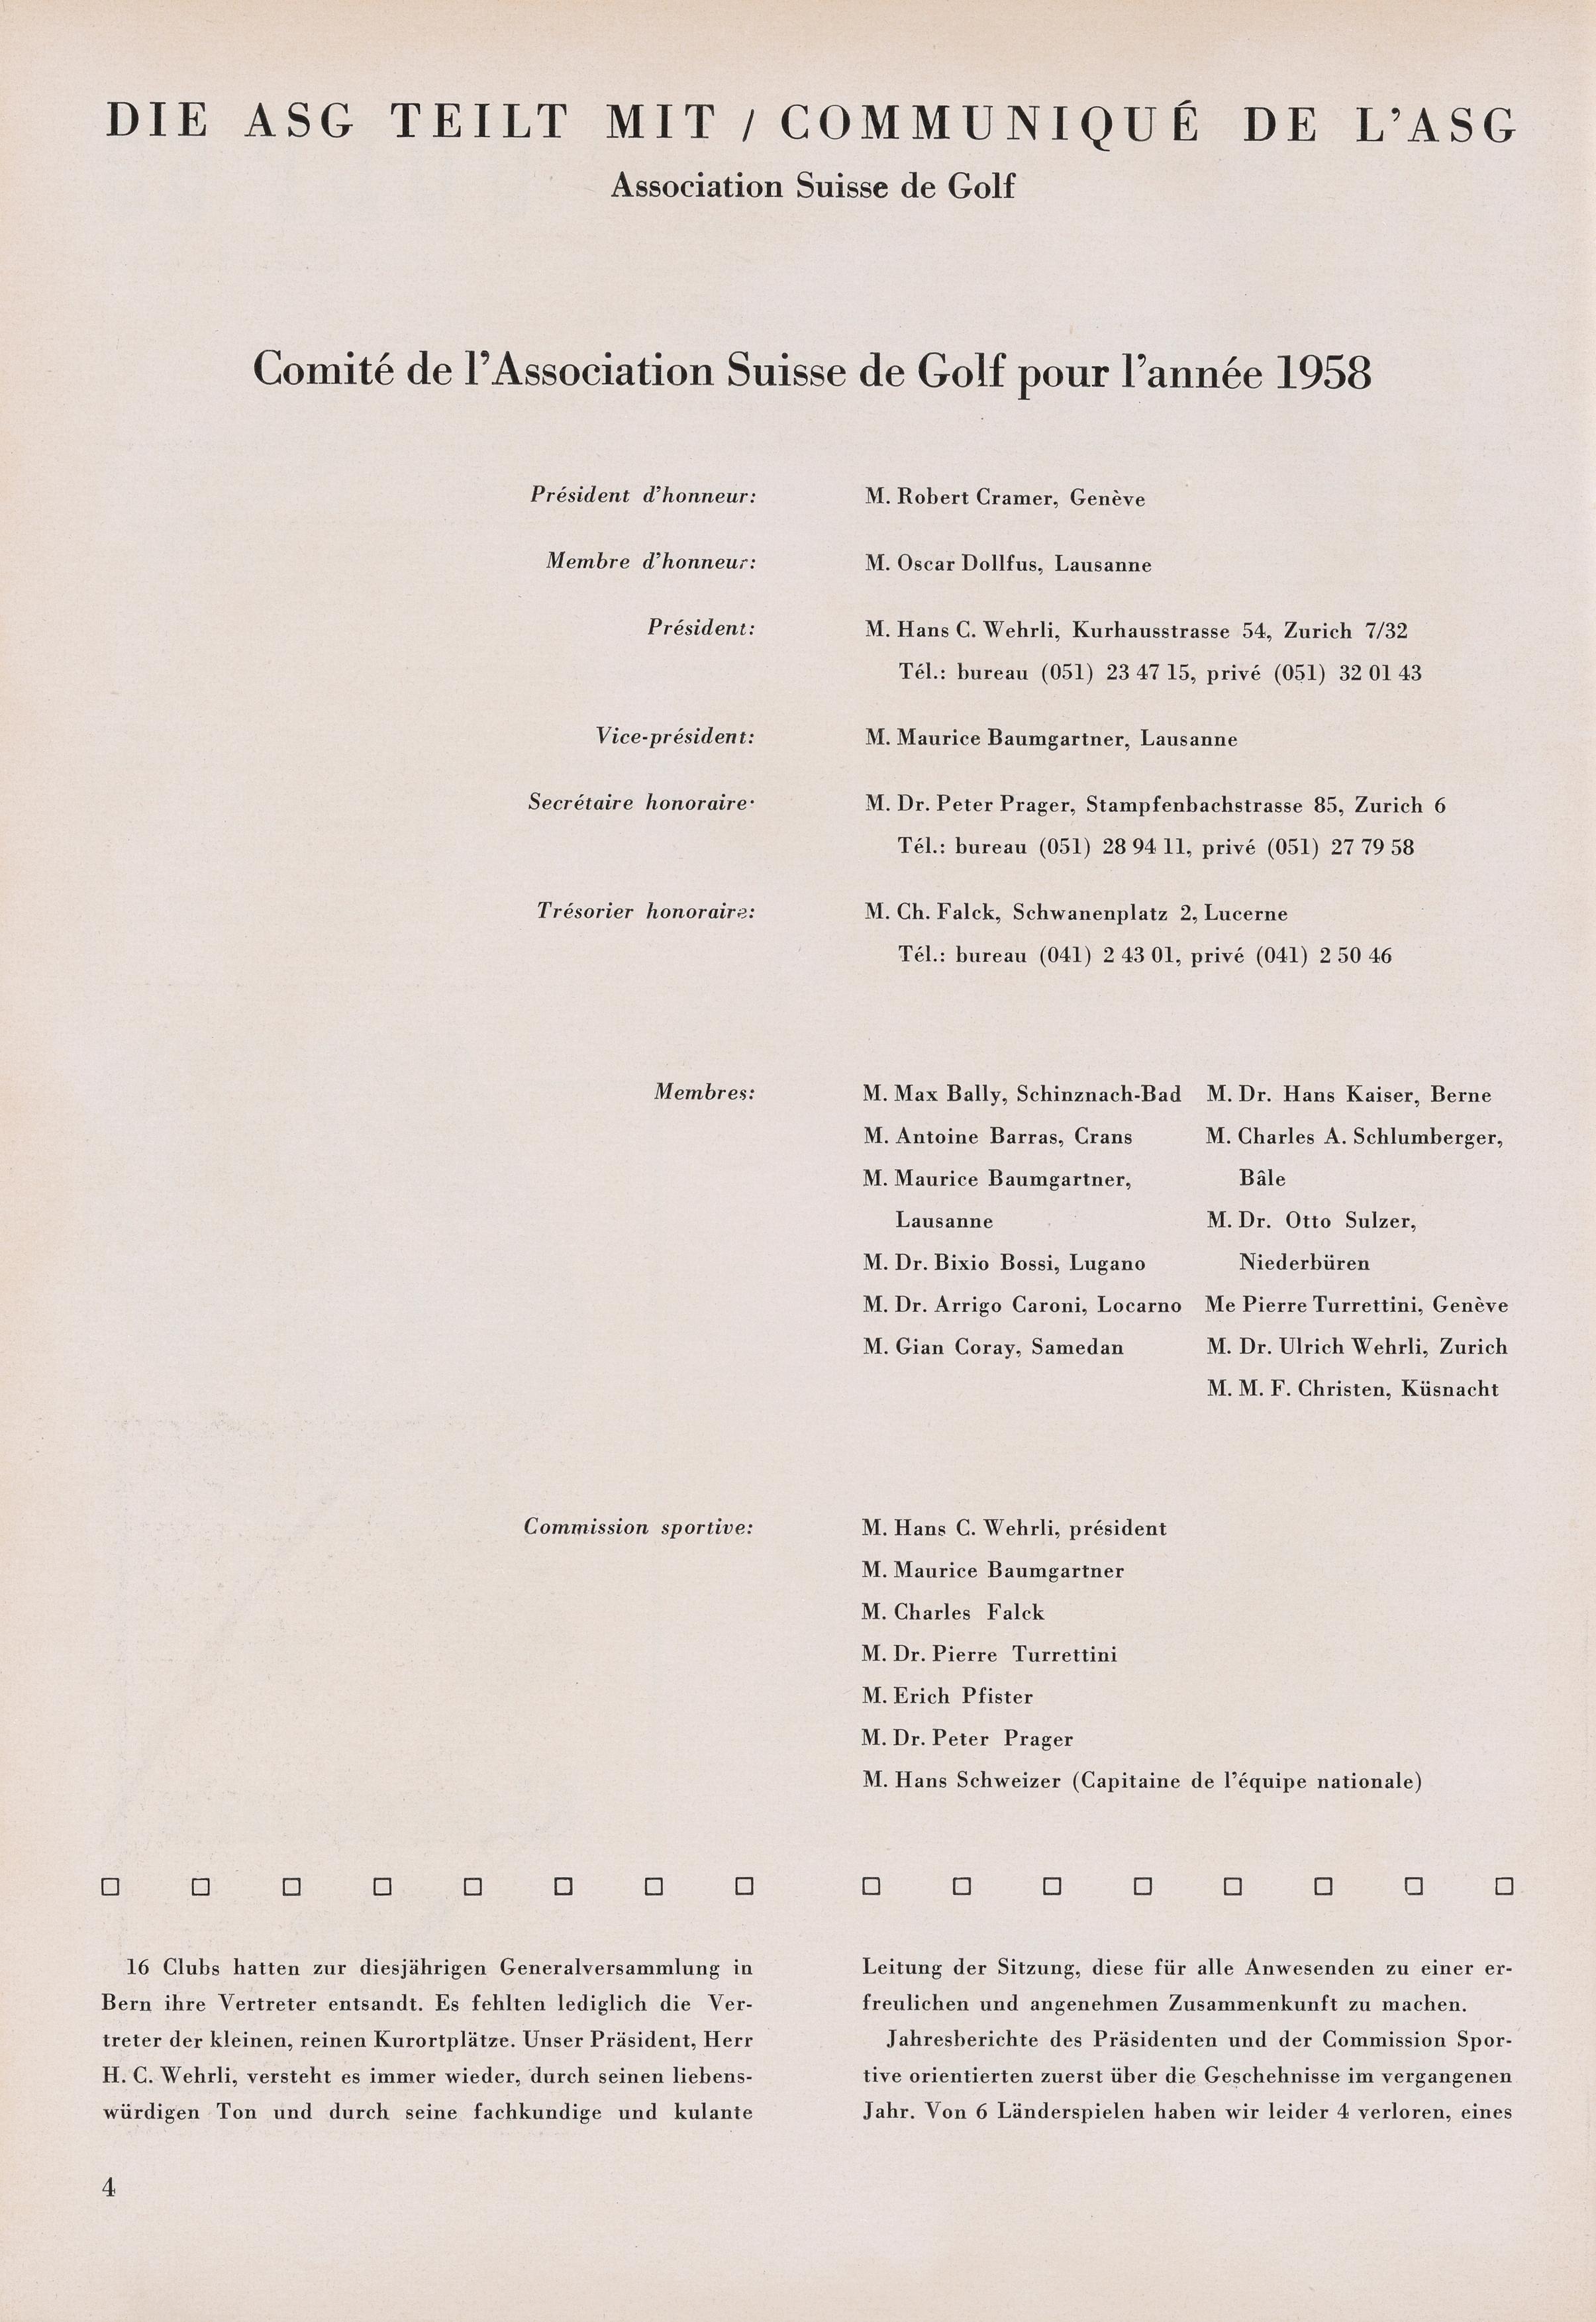 DIE ASG TEILT MIT / COMMUNIQUÉ DE L'ASG
Association Suisse de Golf
Comité de l'Association Suisse de Golf pour l'année 1958
Président d'honneur: M. Robert Cramer, Genève
Membre d'honneur: M. Oscar Dollfus, Lausanne
Président: M. Hans C. Wehrli, Kurhausstrasse 54, Zurich 7/32
Tél.: bureau (051) 23 47 15, privé (051) 32 01 43
Vice-président: M. Maurice Baumgartner, Lausanne
Secrétaire honoraire· M. Dr. Peter Prager, Stampfenbachstrasse 85, Zurich 6
Tél.: bureau (051) 28 94 11, privé (051) 27 79 58
Trésorier honoraire: M. Ch. Falck, Schwanenplatz 2, Lucerne
Tél.: bureau (041) 2 43 01, privé (041) 2 50 46
Membres:
M. Max Bally, Schinznach-Bad
M. Antoine Barras, Crans
M. Maurice Baumgartner,
Lausanne
M. Dr. Bixio Bossi, Lugano
M. Dr. Arrigo Caroni, Locarno
M. Gian Coray, Samedan
M. Dr. Hans Kaiser, Berne
M. Charles A. Schlumberger,
Bâle
M. Dr. Otto Sulzer,
Niederbüren
Me Pierre Turrettini, Genève
M. Dr. Ulrich Wehrli, Zurich
M. M. F. Christen, Küsnacht
Commission sportive: M. Hans C. Wehrli, président
M. Maurice Baumgartner
M. Charles Falck
M. Dr. Pierre Turrettini
M. Erich Pfister
M. Dr. Peter Prager
M. Hans Schweizer (Capitaine de l'équipe nationale)
16 Clubs hatten zur diesjährigen Generalversammlung in
Bern ihre Vertreter entsandt. Es fehlten lediglich die Ver-
treter der kleinen, reinen Kurortplätze. Unser Präsident, Herr
H. C. Wehrli, versteht es immer wieder, durch seinen liebens-
würdigen Ton und durch seine fachkundige und kulante
Leitung der Sitzung, diese für alle Anwesenden zu einer er-
freulichen und angenehmen Zusammenkunft zu machen.
Jahresberichte des Präsidenten und der Commission Spor-
tive orientierten zuerst über die Geschehnisse im vergangenen
Jahr. Von 6 Länderspielen haben wir leider 4 verloren, eines
4